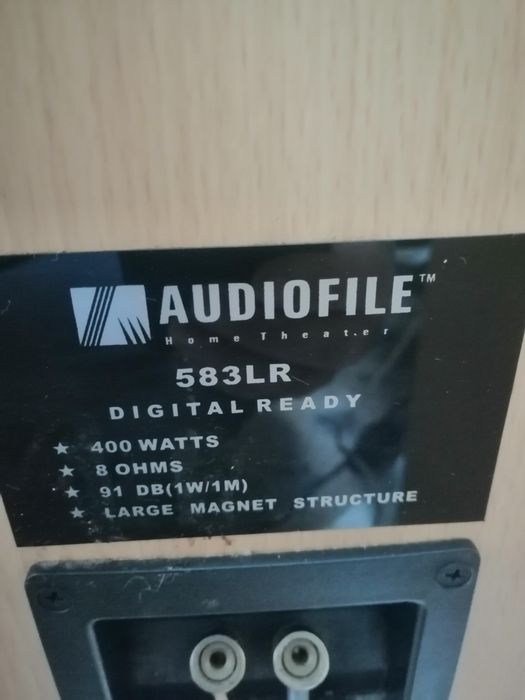 AUDIOFILE™
Home Theater
583LR
DIGITAL READY
★ 400 WATTS
★ 8 OHMS
★ 91 DB(1W/1M)
★ LARGE MAGNET STRUCTURE